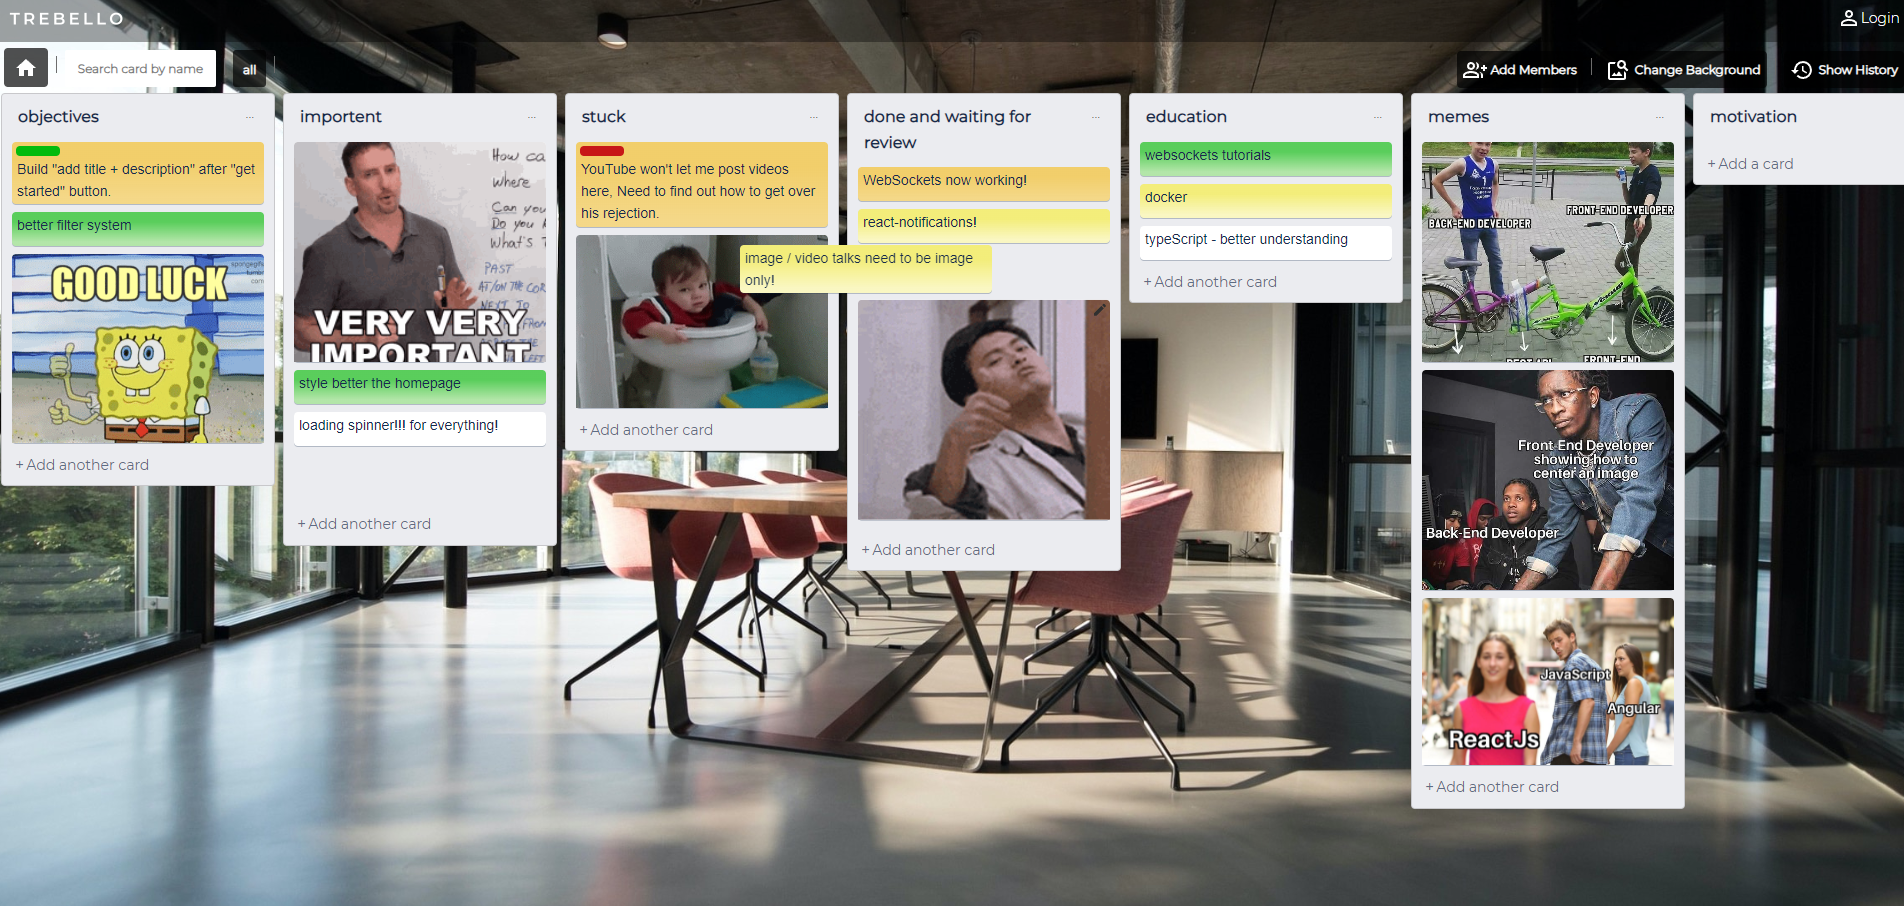 TREBELLO
Login
Search card by name
all
Add Members
Change Background
Show History
objectives
Build "add title + description" after "get
started" button.
better filter system
GOOD LUCK
+ Add another card
importent
How ca
where
Can you
Do you
What's
PAST
NEXT TO
VERY VERY
IMPORTANT
style better the homepage
loading spinner!!! for everything!
+ Add another card
stuck
YouTube won't let me post videos
here, Need to find out how to get over
his rejection.
+ Add another card
done and waiting for
review
WebSockets now working!
react-notifications!
image / video talks need to be image
only!
+ Add another card
education
websockets tutorials
docker
typeScript - better understanding
+ Add another card
memes
BACK-END DEVELOPER
FRONT-END DEVELOPER
REST API
FRONT-END
Front-End Developer
showing how to
center an image
Back-End Developer
JavaScript
Angular
ReactJs
+ Add another card
motivation
+ Add a card